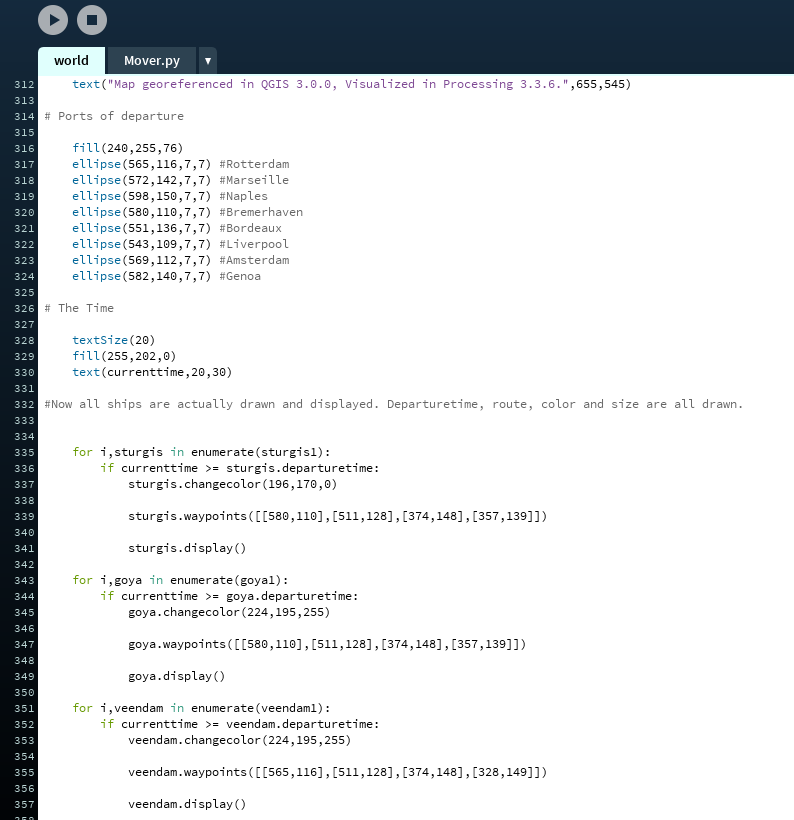 world Mover.py ▼
312 text("Map georeferenced in QGIS 3.0.0, Visualized in Processing 3.3.6.",655,545)
313
314 # Ports of departure
315
316 fill(240,255,76)
317 ellipse(565,116,7,7) #Rotterdam
318 ellipse(572,142,7,7) #Marseille
319 ellipse(598,150,7,7) #Naples
320 ellipse(580,110,7,7) #Bremerhaven
321 ellipse(551,136,7,7) #Bordeaux
322 ellipse(543,109,7,7) #Liverpool
323 ellipse(569,112,7,7) #Amsterdam
324 ellipse(582,140,7,7) #Genoa
325
326 # The Time
327
328 textSize(20)
329 fill(255,202,0)
330 text(currenttime,20,30)
331
332 #Now all ships are actually drawn and displayed. Departuretime, route, color and size are all drawn.
333
334
335 for i,sturgis in enumerate(sturgis1):
336 if currenttime >= sturgis.departuretime:
337 sturgis.changecolor(196,170,0)
338
339 sturgis.waypoints([[580,110],[511,128],[374,148],[357,139]])
340
341 sturgis.display()
342
343 for i,goya in enumerate(goya1):
344 if currenttime >= goya.departuretime:
345 goya.changecolor(224,195,255)
346
347 goya.waypoints([[580,110],[511,128],[374,148],[357,139]])
348
349 goya.display()
350
351 for i,veendam in enumerate(veendam1):
352 if currenttime >= veendam.departuretime:
353 veendam.changecolor(224,195,255)
354
355 veendam.waypoints([[565,116],[511,128],[374,148],[328,149]])
356
357 veendam.display()